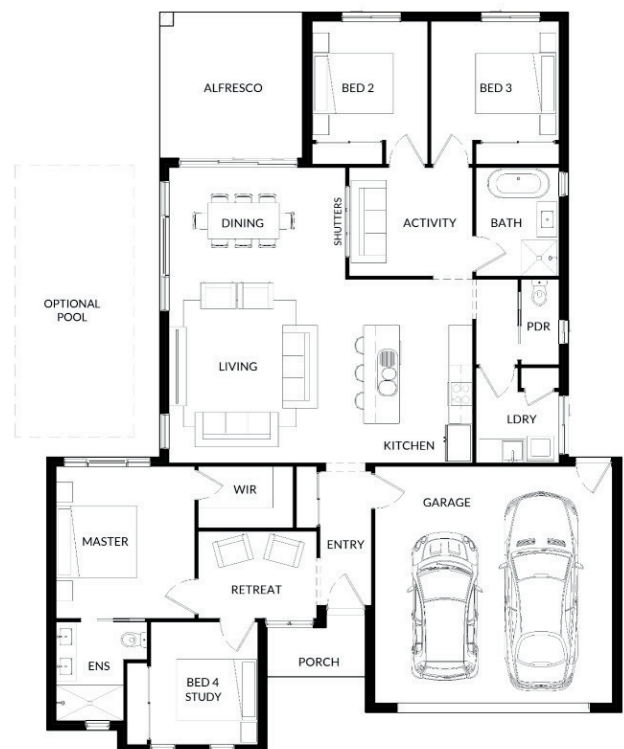 ALFRESCO
BED 2
BED 3
DINING
SHUTTERS
ACTIVITY
BATH
OPTIONAL
POOL
PDR
LIVING
LDRY
KITCHEN
WIR
GARAGE
MASTER
ENTRY
RETREAT
ENS
PORCH
BED 4
STUDY